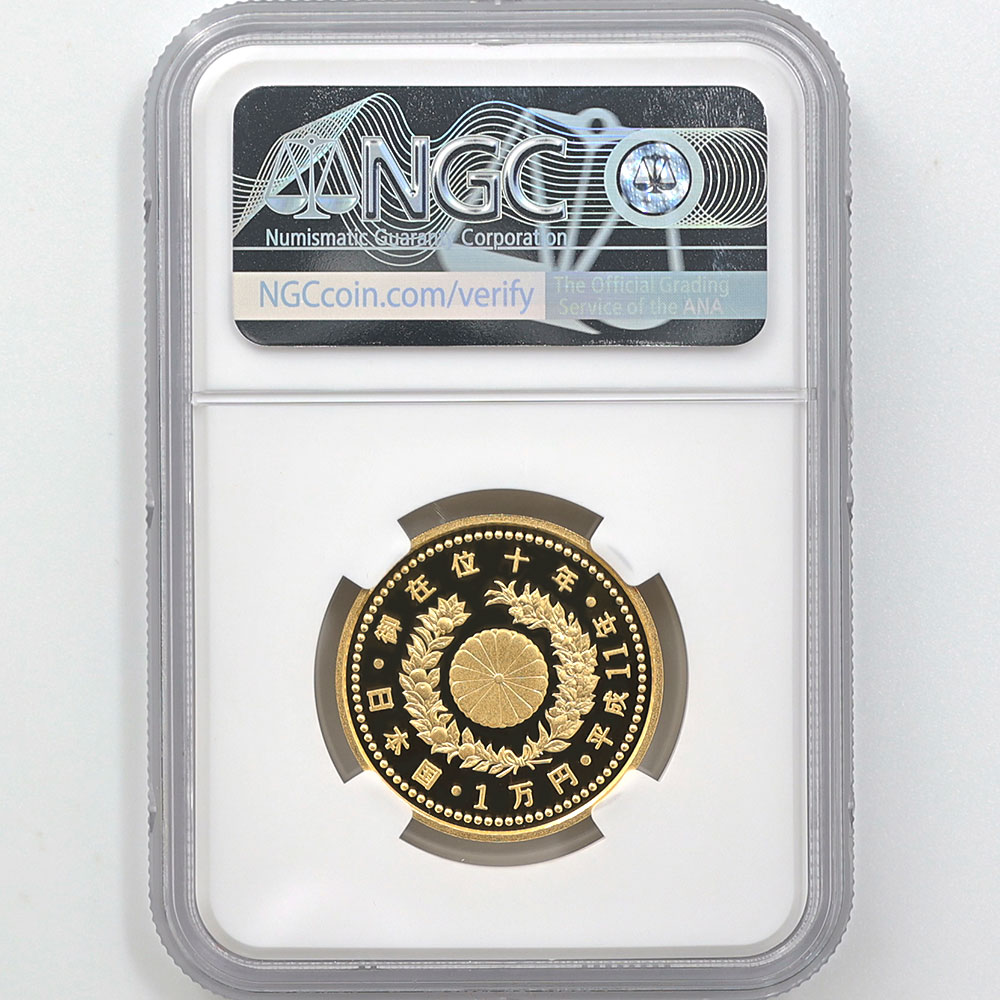 NGC
Numismatic Guaranty Corporation
NGCcoin.com/verify
The Official Grading
Service of the ANA
日本国・御在位十年・平成11年・1万円